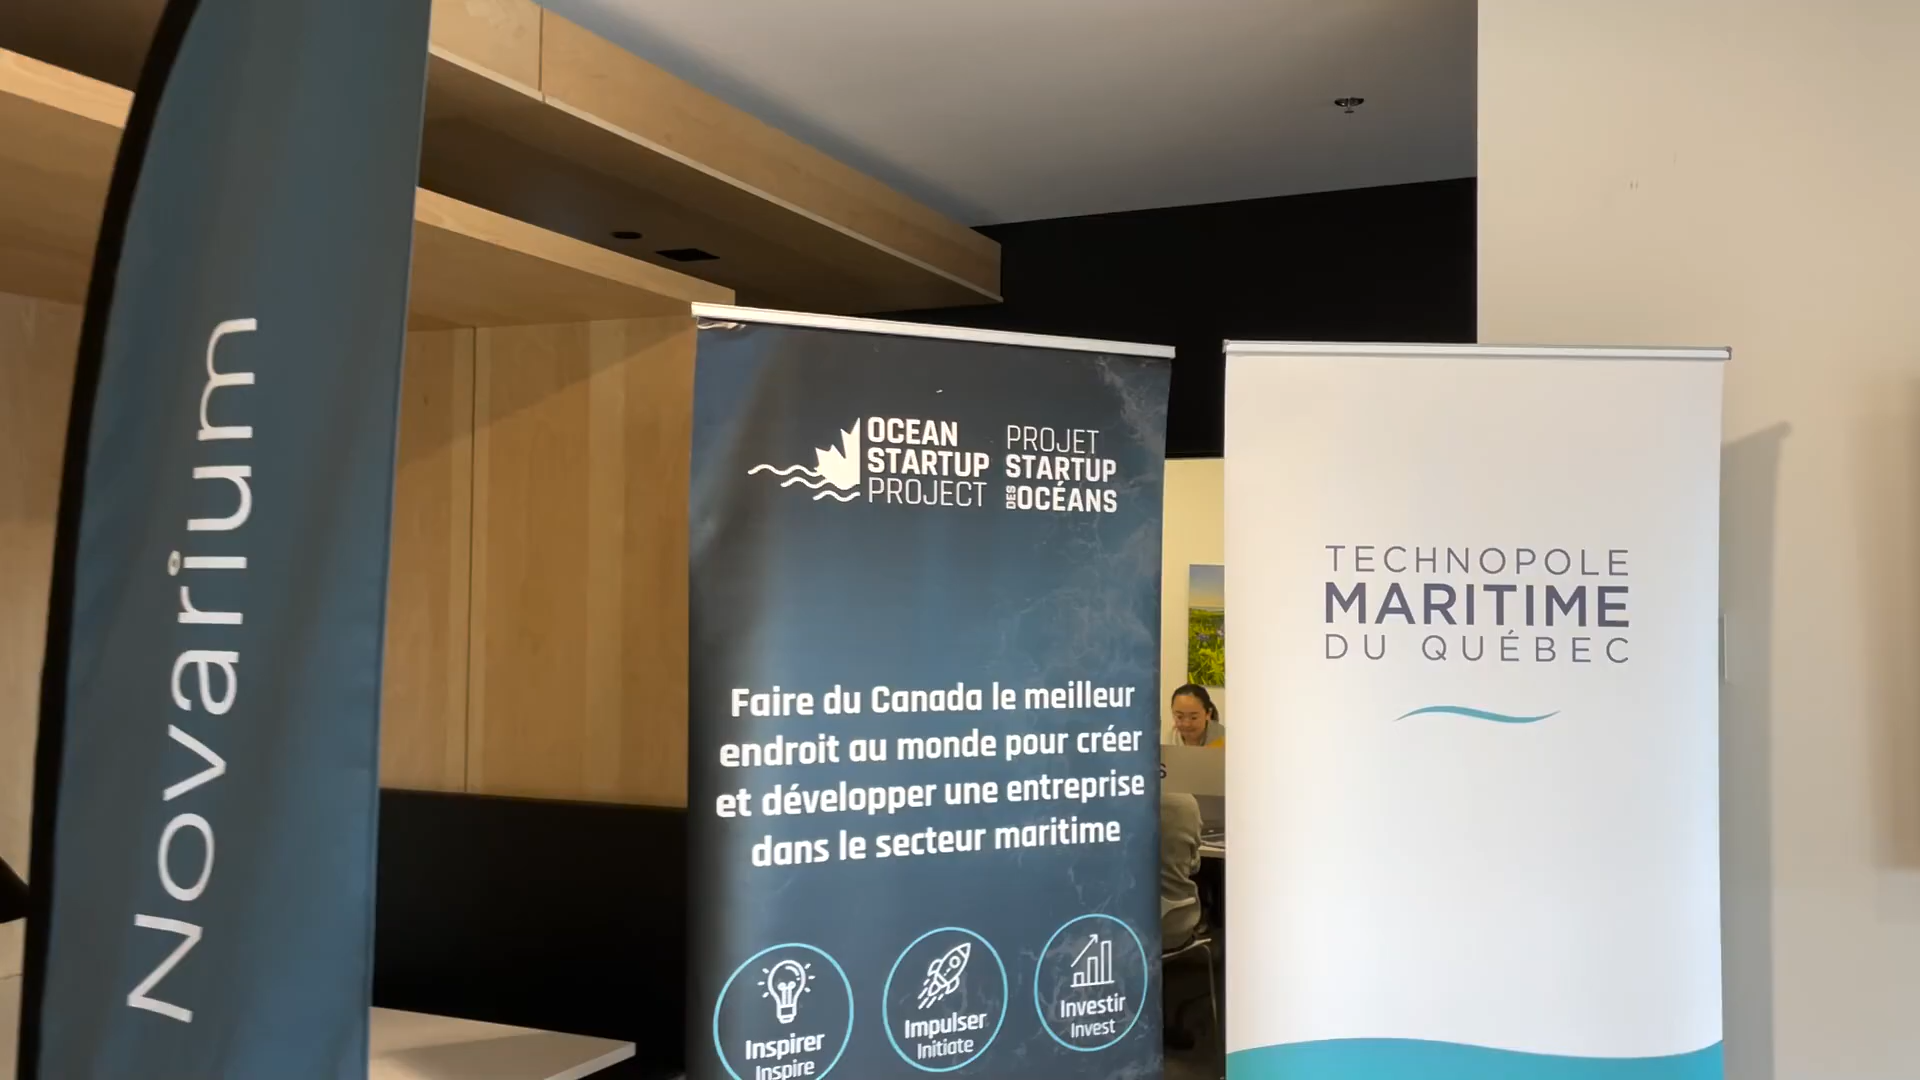 Novarium
OCEAN
STARTUP
PROJECT
PROJET
STARTUP
DES OCÉANS
Faire du Canada le meilleur
endroit au monde pour créer
et développer une entreprise
dans le secteur maritime
Inspirer
Inspire
Impulser
Initiate
Investir
Invest
TECHNOPOLE
MARITIME
DU QUÉBEC